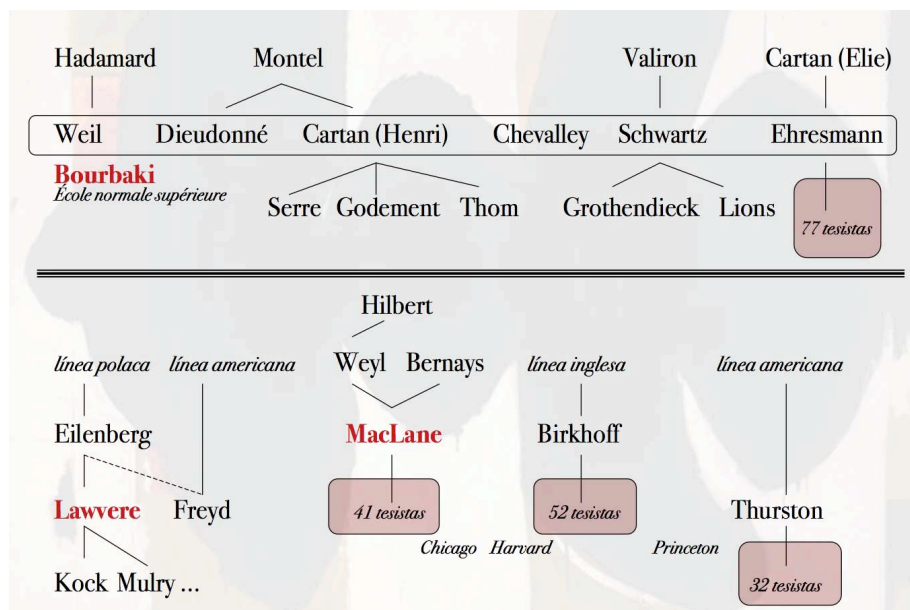 Hadamard Montel Valiron Cartan (Elie)
Weil Dieudonné Cartan (Henri) Chevalley Schwartz Ehresmann
Bourbaki
École normale supérieure
Serre Godement Thom Grothendieck Lions
77 tesistas
Hilbert
línea polaca línea americana Weyl Bernays línea inglesa línea americana
Eilenberg MacLane Birkhoff
Lawvere Freyd 41 tesistas 52 tesistas Thurston
Chicago Harvard Princeton
Kock Mulry ... 32 tesistas